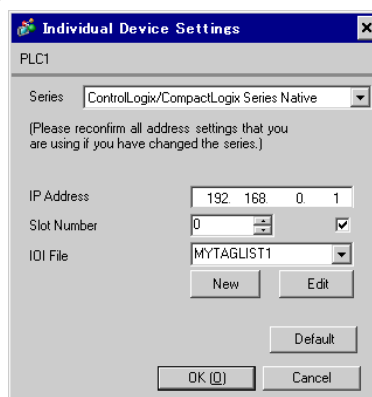 Individual Device Settings
PLC1
Series ControlLogix/CompactLogix Series Native
(Please reconfirm all address settings that you
are using if you have changed the series.)
IP Address 192. 168. 0. 1
Slot Number 0
IOI File MYTAGLIST1
New Edit
Default
OK (O) Cancel